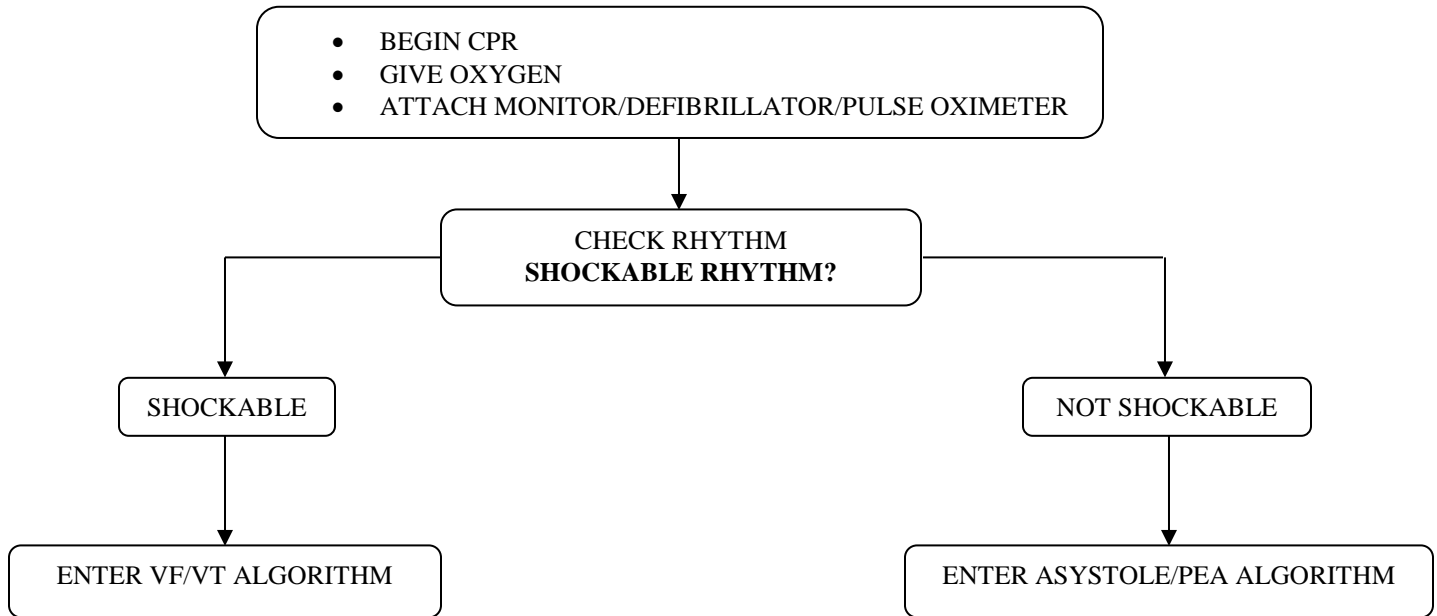 • BEGIN CPR
• GIVE OXYGEN
• ATTACH MONITOR/DEFIBRILLATOR/PULSE OXIMETER
CHECK RHYTHM
SHOCKABLE RHYTHM?
SHOCKABLE
NOT SHOCKABLE
ENTER VF/VT ALGORITHM
ENTER ASYSTOLE/PEA ALGORITHM